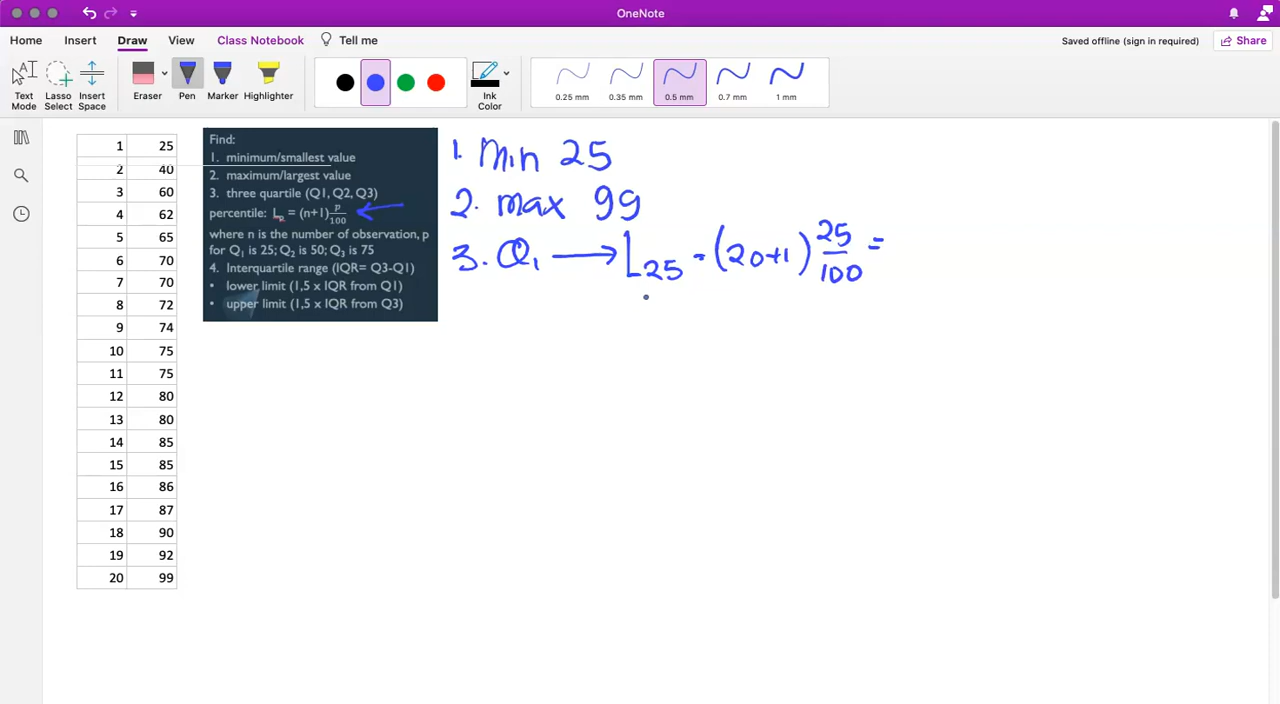 OneNote
Home Insert Draw View Class Notebook Tell me
Saved offline (sign in required) Share
Text Mode
Lasso Select
Insert Space
Eraser
Pen
Marker
Highlighter
Ink Color
0.25 mm 0.35 mm 0.5 mm 0.7 mm 1 mm
1 25
2 40
3 60
4 62
5 65
6 70
7 70
8 72
9 74
10 75
11 75
12 80
13 80
14 85
15 85
16 86
17 87
18 90
19 92
20 99
Find:
1. minimum/smallest value
2. maximum/largest value
3. three quartile (Q1, Q2, Q3)
percentile: Lₚ = (n+1) p/100
where n is the number of observation, p
for Q₁ is 25; Q₂ is 50; Q₃ is 75
4. Interquartile range (IQR= Q3-Q1)
• lower limit (1,5 x IQR from Q1)
• upper limit (1,5 x IQR from Q3)
1. Min 25
2. max 99
3. Q₁ → L₂₅ = (20+1) 25/100 =